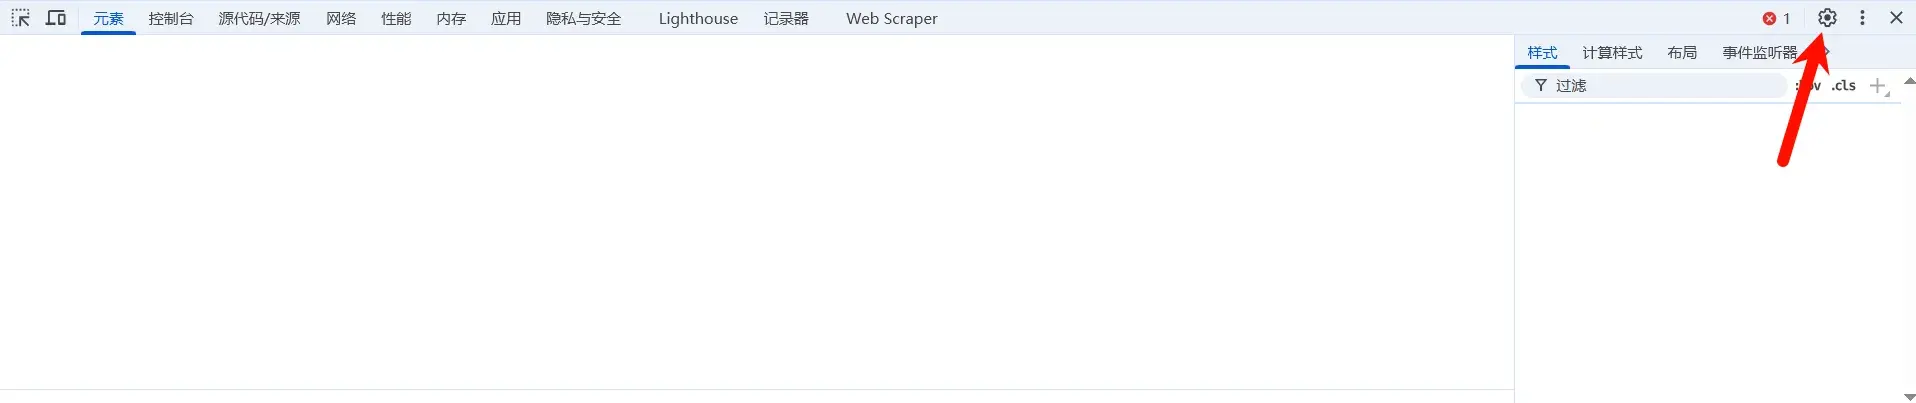 元素 控制台 源代码/来源 网络 性能 内存 应用 隐私与安全 Lighthouse 记录器 Web Scraper 1
样式 计算样式 布局 事件监听器
过滤 .cls